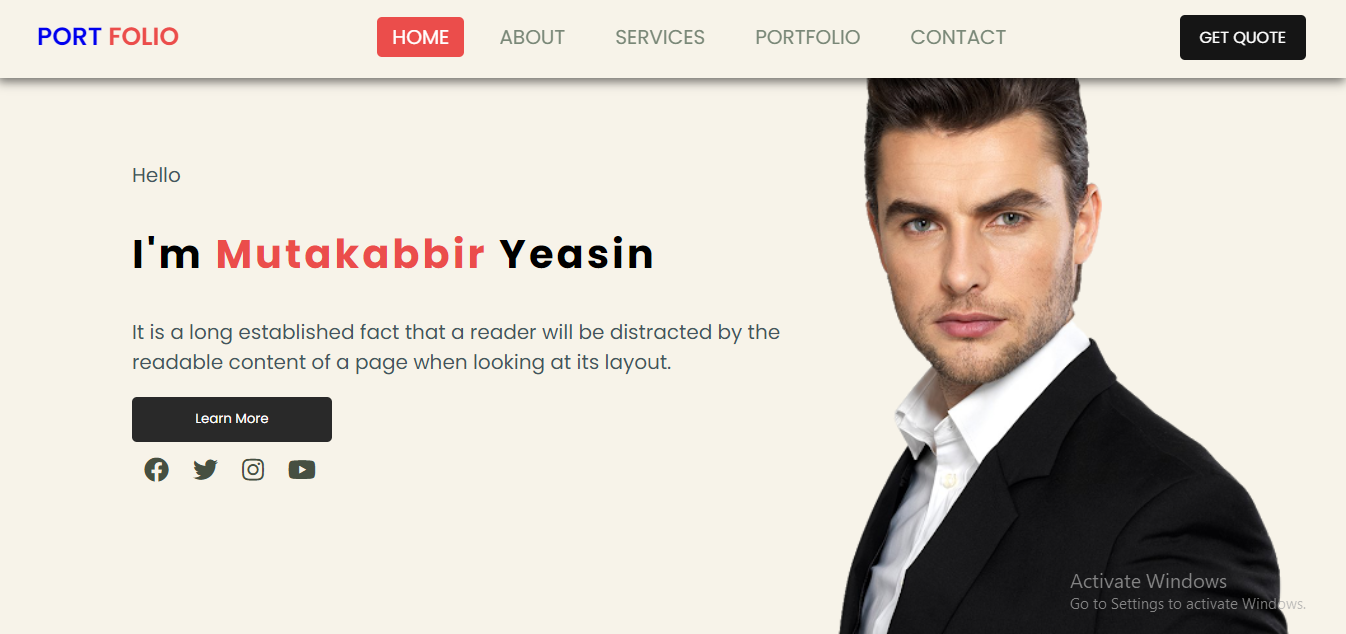 PORT FOLIO
HOME
ABOUT
SERVICES
PORTFOLIO
CONTACT
GET QUOTE
Hello
I'm Mutakabbir Yeasin
It is a long established fact that a reader will be distracted by the
readable content of a page when looking at its layout.
Learn More
Activate Windows
Go to Settings to activate Windows.